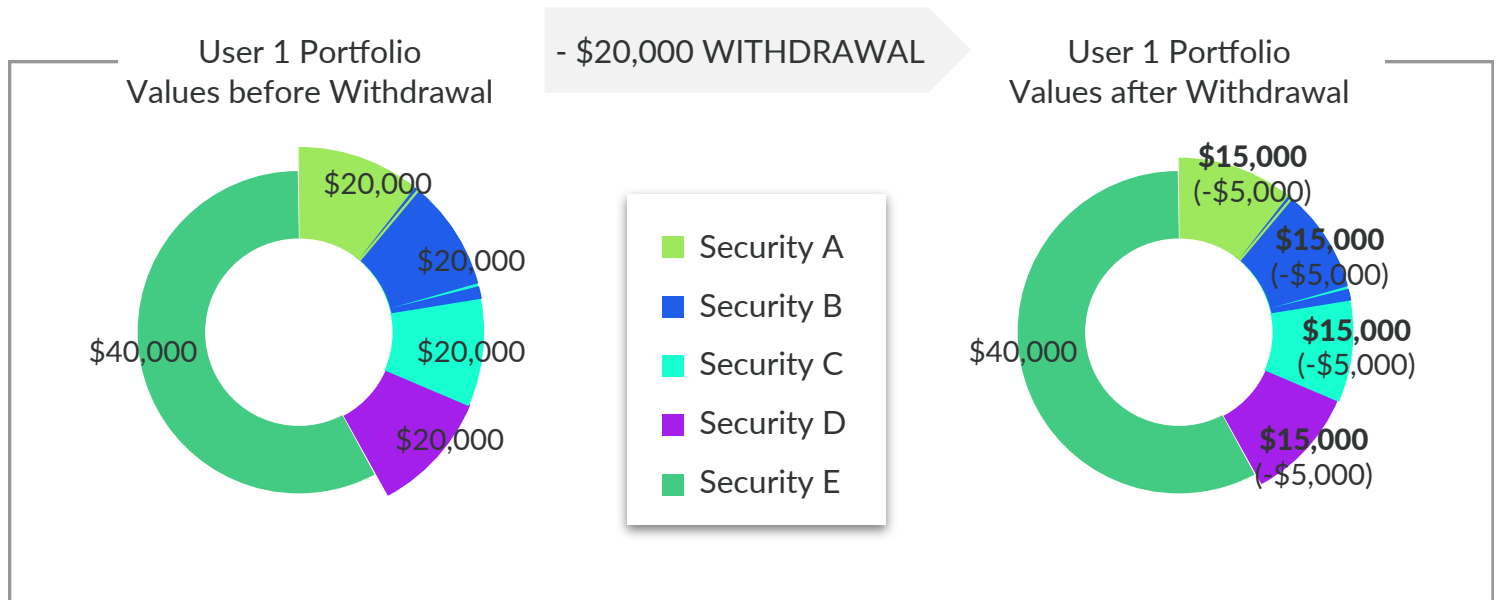 User 1 Portfolio
Values before Withdrawal
- $20,000 WITHDRAWAL
User 1 Portfolio
Values after Withdrawal
$20,000
$20,000
$20,000
$20,000
$40,000
Security A
Security B
Security C
Security D
Security E
$15,000
(-$5,000)
$15,000
(-$5,000)
$15,000
(-$5,000)
$15,000
(-$5,000)
$40,000